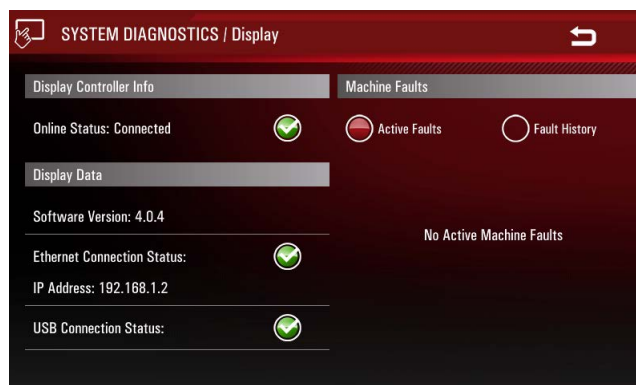 SYSTEM DIAGNOSTICS / Display
Display Controller Info
Online Status: Connected
Display Data
Software Version: 4.0.4
Ethernet Connection Status:
IP Address: 192.168.1.2
USB Connection Status:
Machine Faults
Active Faults
Fault History
No Active Machine Faults